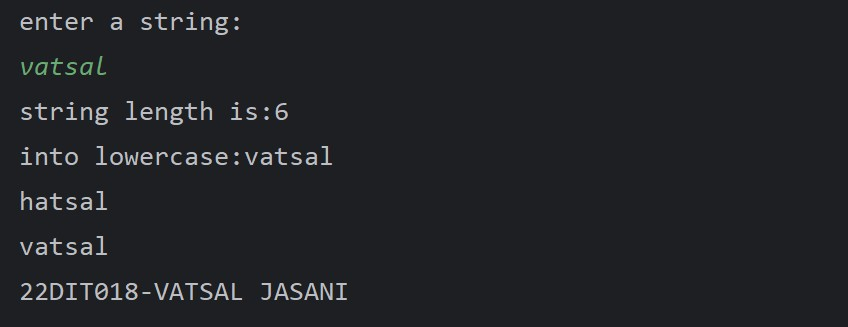 enter a string:
vatsal
string length is:6
into lowercase:vatsal
hatsal
vatsal
22DIT018-VATSAL JASANI